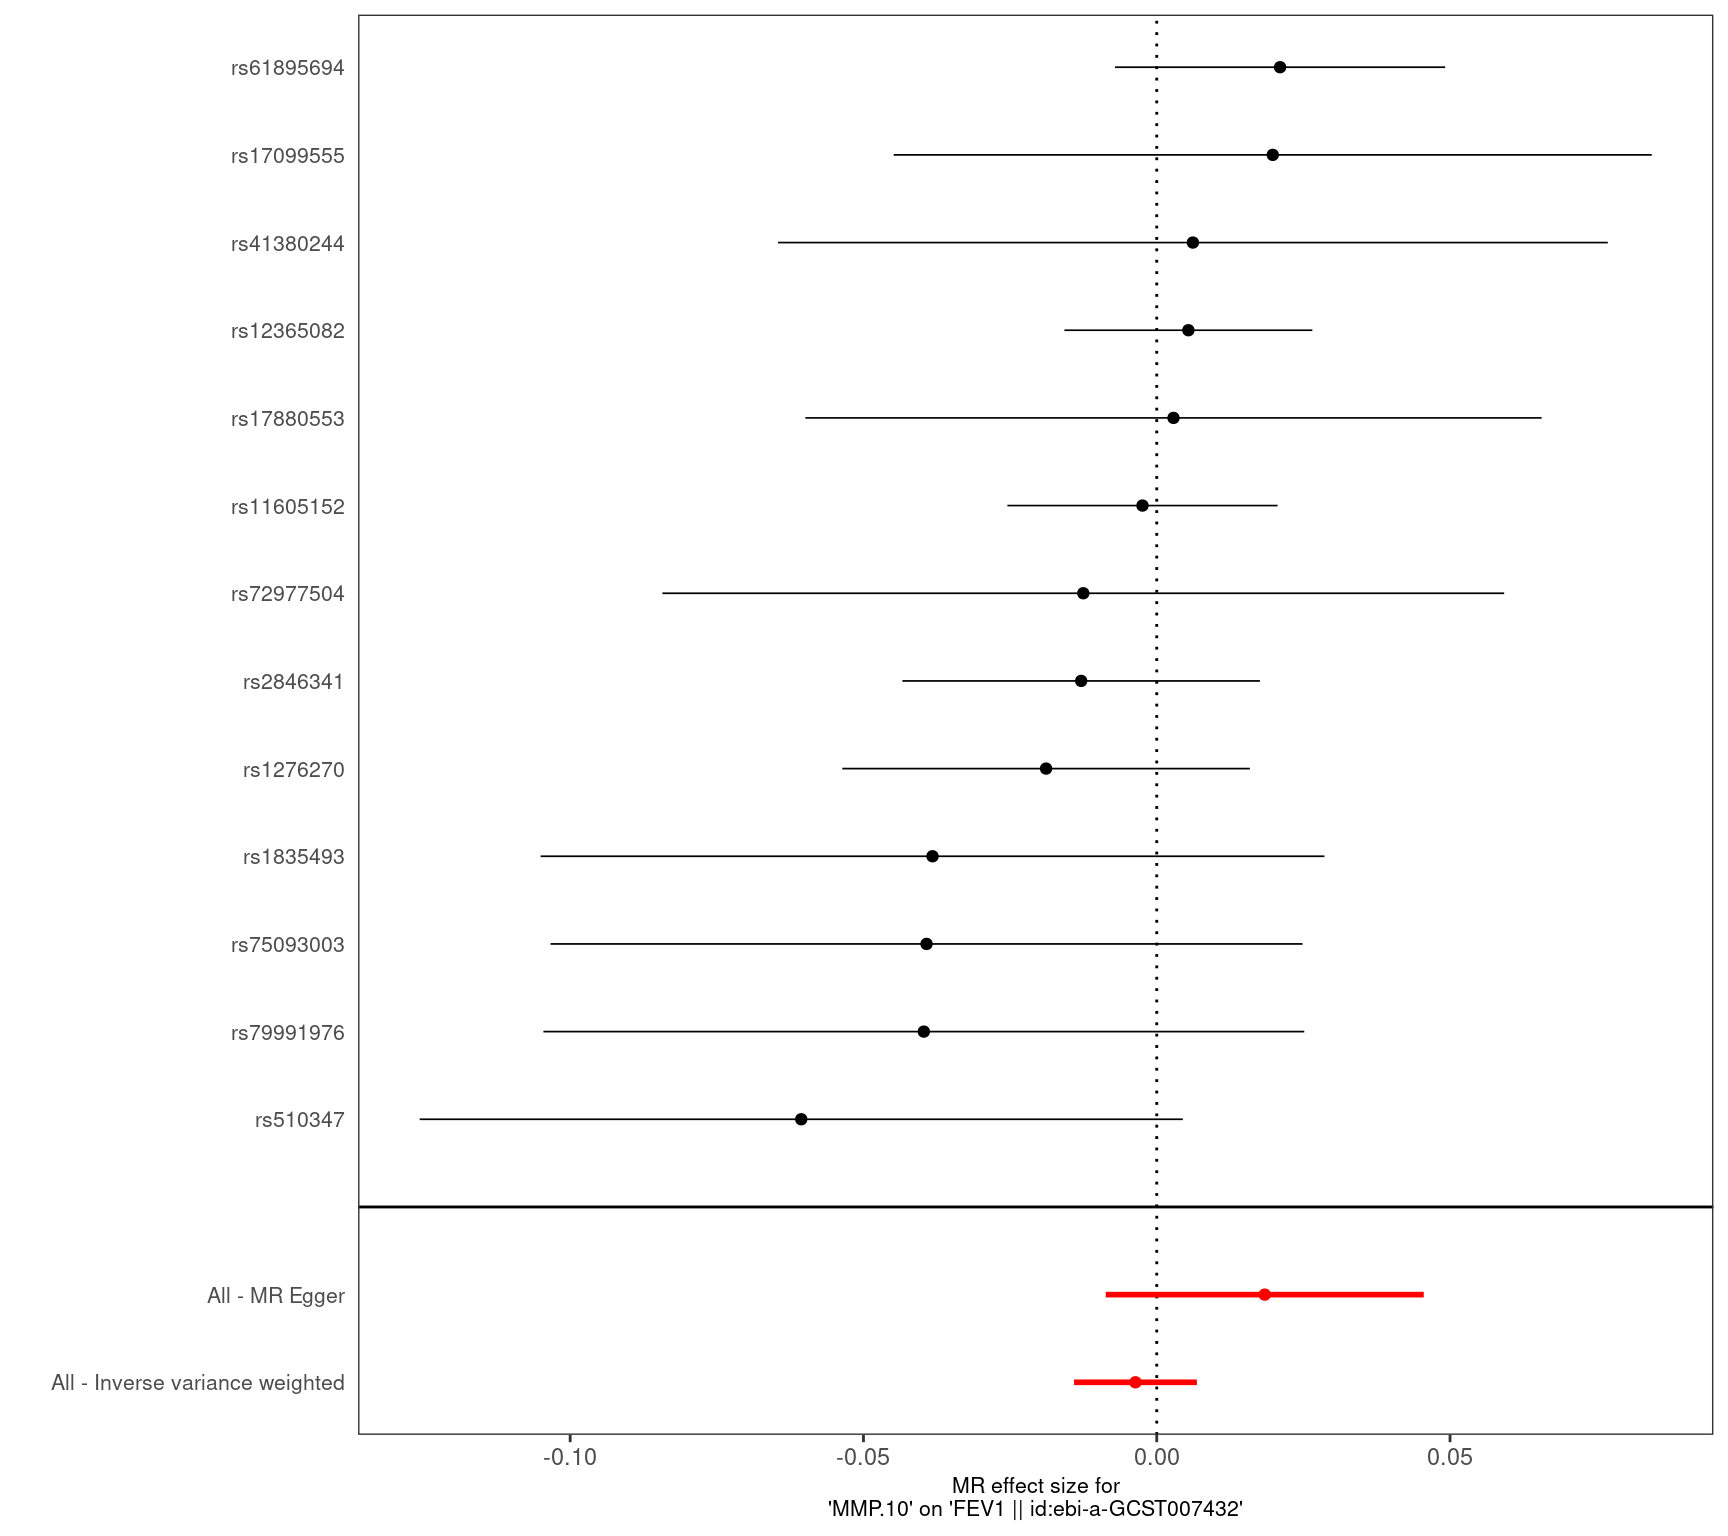 rs61895694
rs17099555
rs41380244
rs12365082
rs17880553
rs11605152
rs72977504
rs2846341
rs1276270
rs1835493
rs75093003
rs79991976
rs510347
All - MR Egger
All - Inverse variance weighted
-0.10 -0.05 0.00 0.05
MR effect size for
'MMP.10' on 'FEV1 || id:ebi-a-GCST007432'